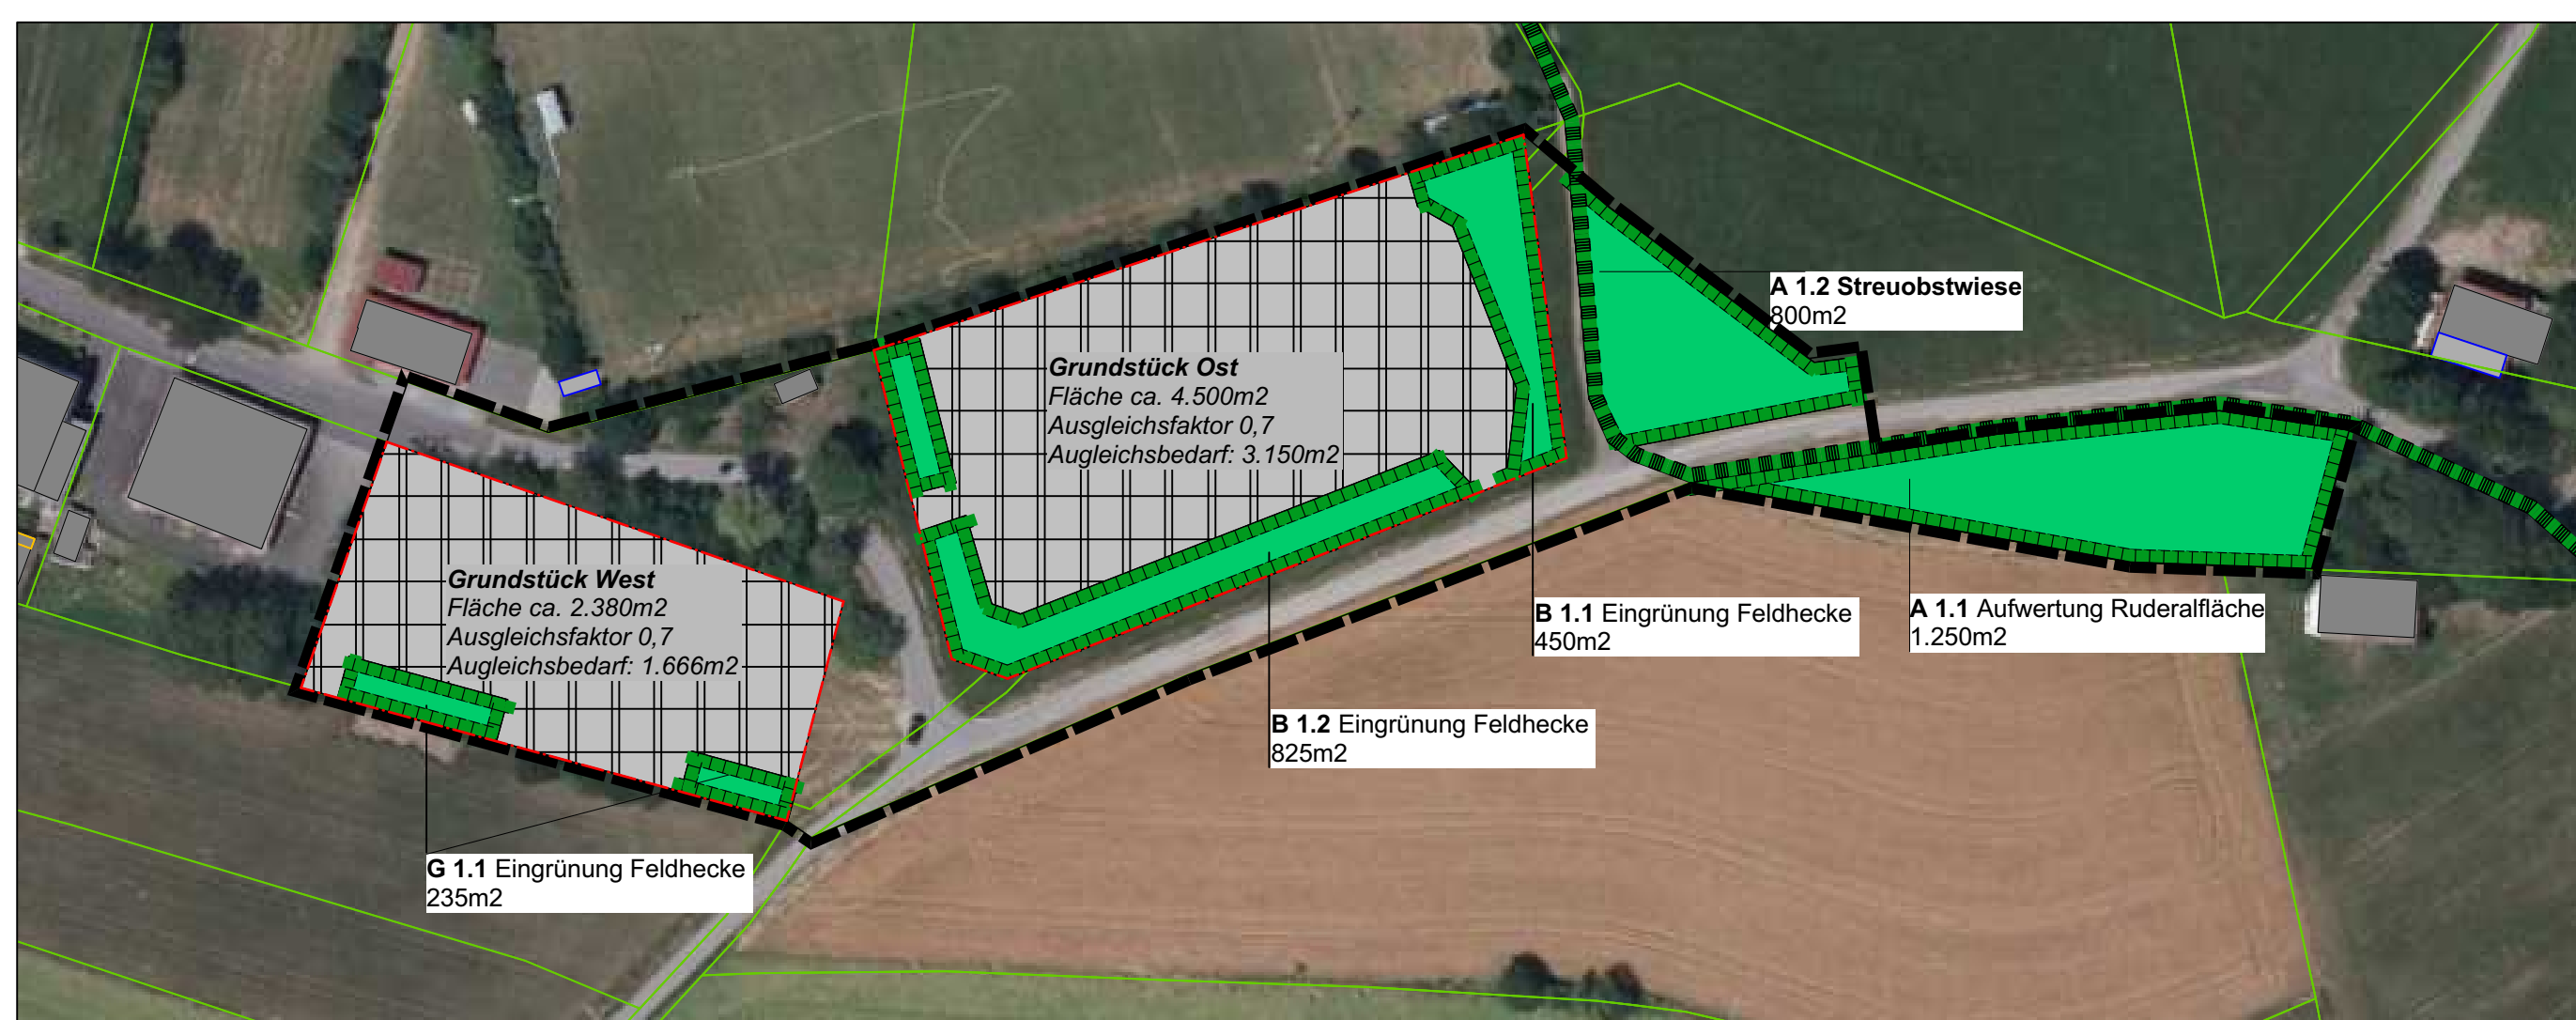 A 1.2 Streuobstwiese
800m2
Grundstück Ost
Fläche ca. 4.500m2
Ausgleichsfaktor 0,7
Augleichsbedarf: 3.150m2
Grundstück West
Fläche ca. 2.380m2
Ausgleichsfaktor 0,7
Augleichsbedarf: 1.666m2
B 1.1 Eingrünung Feldhecke
450m2
A 1.1 Aufwertung Ruderalfläche
1.250m2
B 1.2 Eingrünung Feldhecke
825m2
G 1.1 Eingrünung Feldhecke
235m2